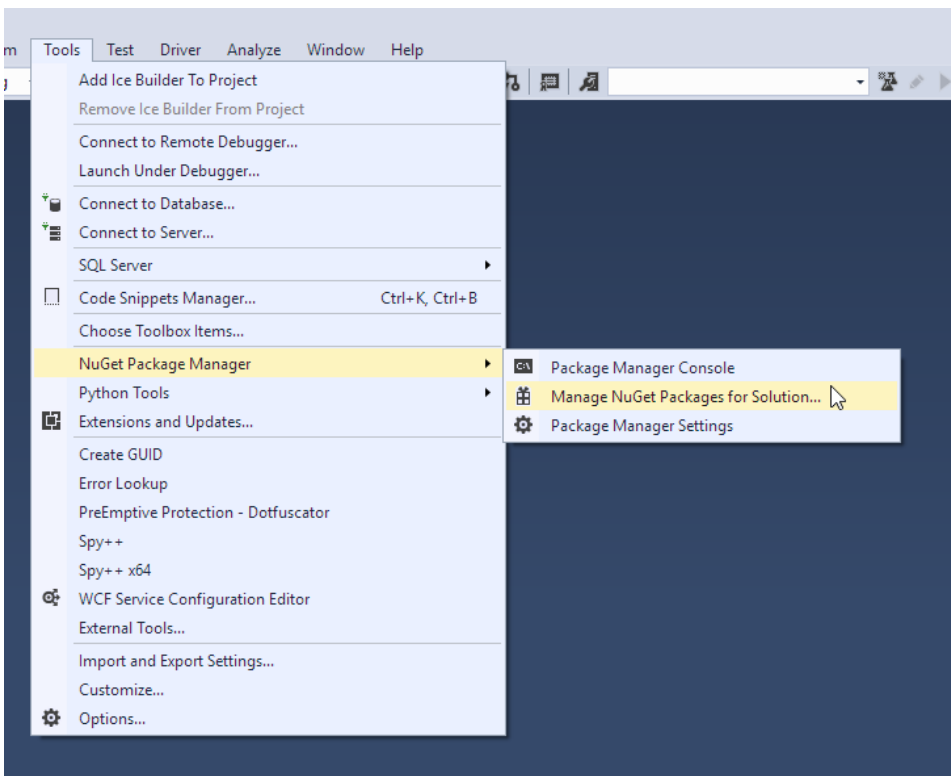 m Tools Test Driver Analyze Window Help
Add Ice Builder To Project
Remove Ice Builder From Project
Connect to Remote Debugger...
Launch Under Debugger...
Connect to Database...
Connect to Server...
SQL Server
Code Snippets Manager... Ctrl+K, Ctrl+B
Choose Toolbox Items...
NuGet Package Manager
Package Manager Console
Manage NuGet Packages for Solution...
Package Manager Settings
Python Tools
Extensions and Updates...
Create GUID
Error Lookup
PreEmptive Protection - Dotfuscator
Spy++
Spy++ x64
WCF Service Configuration Editor
External Tools...
Import and Export Settings...
Customize...
Options...